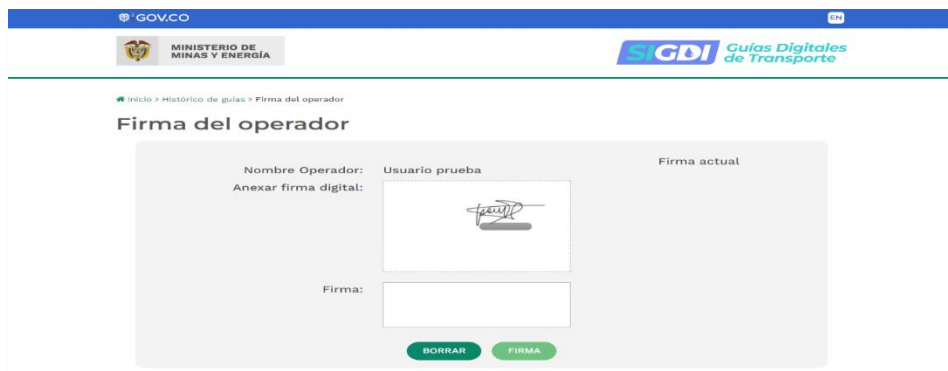 GOV.CO
EN
MINISTERIO DE
MINAS Y ENERGÍA
SIGDI Guías Digitales
de Transporte
Inicio > Histórico de guías > Firma del operador
Firma del operador
Firma actual
Nombre Operador: Usuario prueba
Anexar firma digital:
Firma:
BORRAR FIRMA